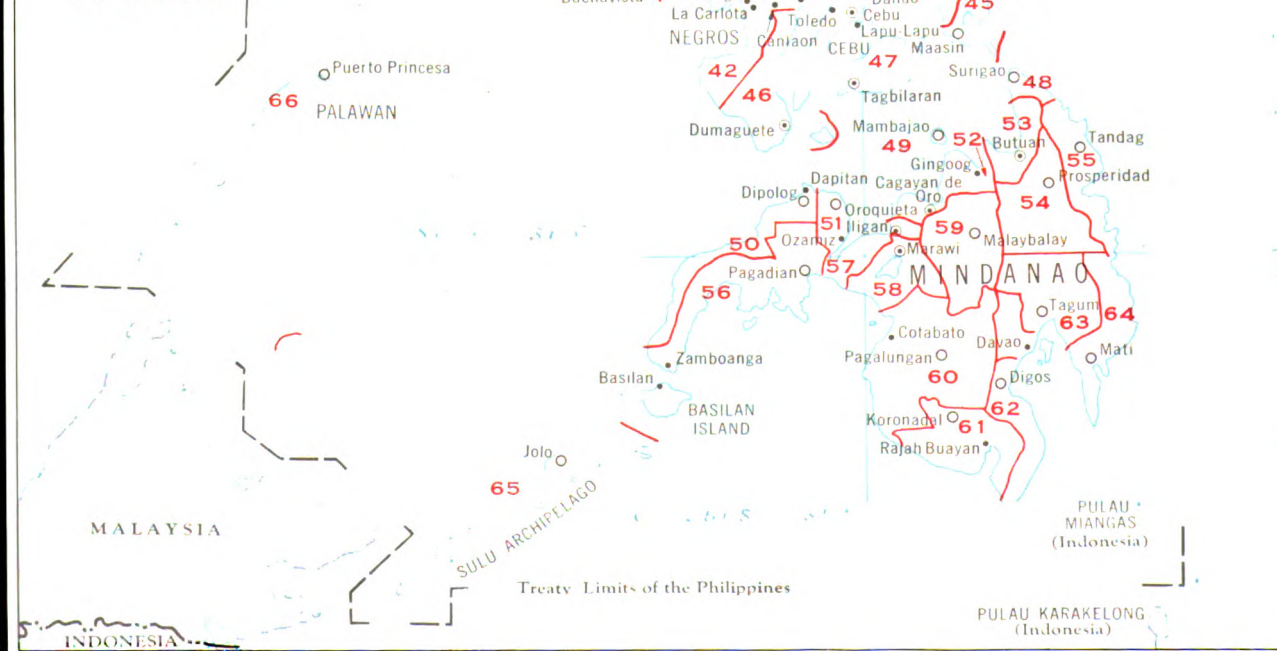 45
La Carlota
Toledo
Cebu
Lapu-Lapu
NEGROS
Canlaon
CEBU
Maasin
47
Puerto Princesa
42
Surigao
48
66
46
Tagbilaran
PALAWAN
53
Dumaguete
Mambajao
52
Butuan
Tandag
49
55
Gingoog
Dapitan
Cagayan de
Oro
Prosperidad
Dipolog
54
Oroquieta
51
Iligan
59
50
Ozamiz
Malaybalay
Marawi
57
Pagadian
MINDANAO
56
58
Tagum
63
64
Cotabato
Davao
Zamboanga
Pagalungan
Mati
Basilan
60
Digos
BASILAN
ISLAND
62
Koronadal
61
Rajah Buayan
Jolo
65
SULU ARCHIPELAGO
PULAU
MIANGAS
(Indonesia)
MALAYSIA
Treaty Limits of the Philippines
PULAU KARAKELONG
(Indonesia)
INDONESIA